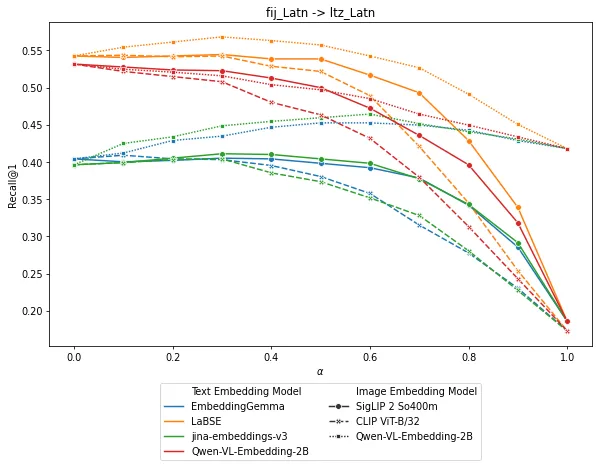 fij_Latn -> ltz_Latn
Recall@1
0.55
0.50
0.45
0.40
0.35
0.30
0.25
0.20
0.0 0.2 0.4 0.6 0.8 1.0
α
Text Embedding Model Image Embedding Model
EmbeddingGemma SigLIP 2 So400m
LaBSE CLIP ViT-B/32
jina-embeddings-v3 Qwen-VL-Embedding-2B
Qwen-VL-Embedding-2B